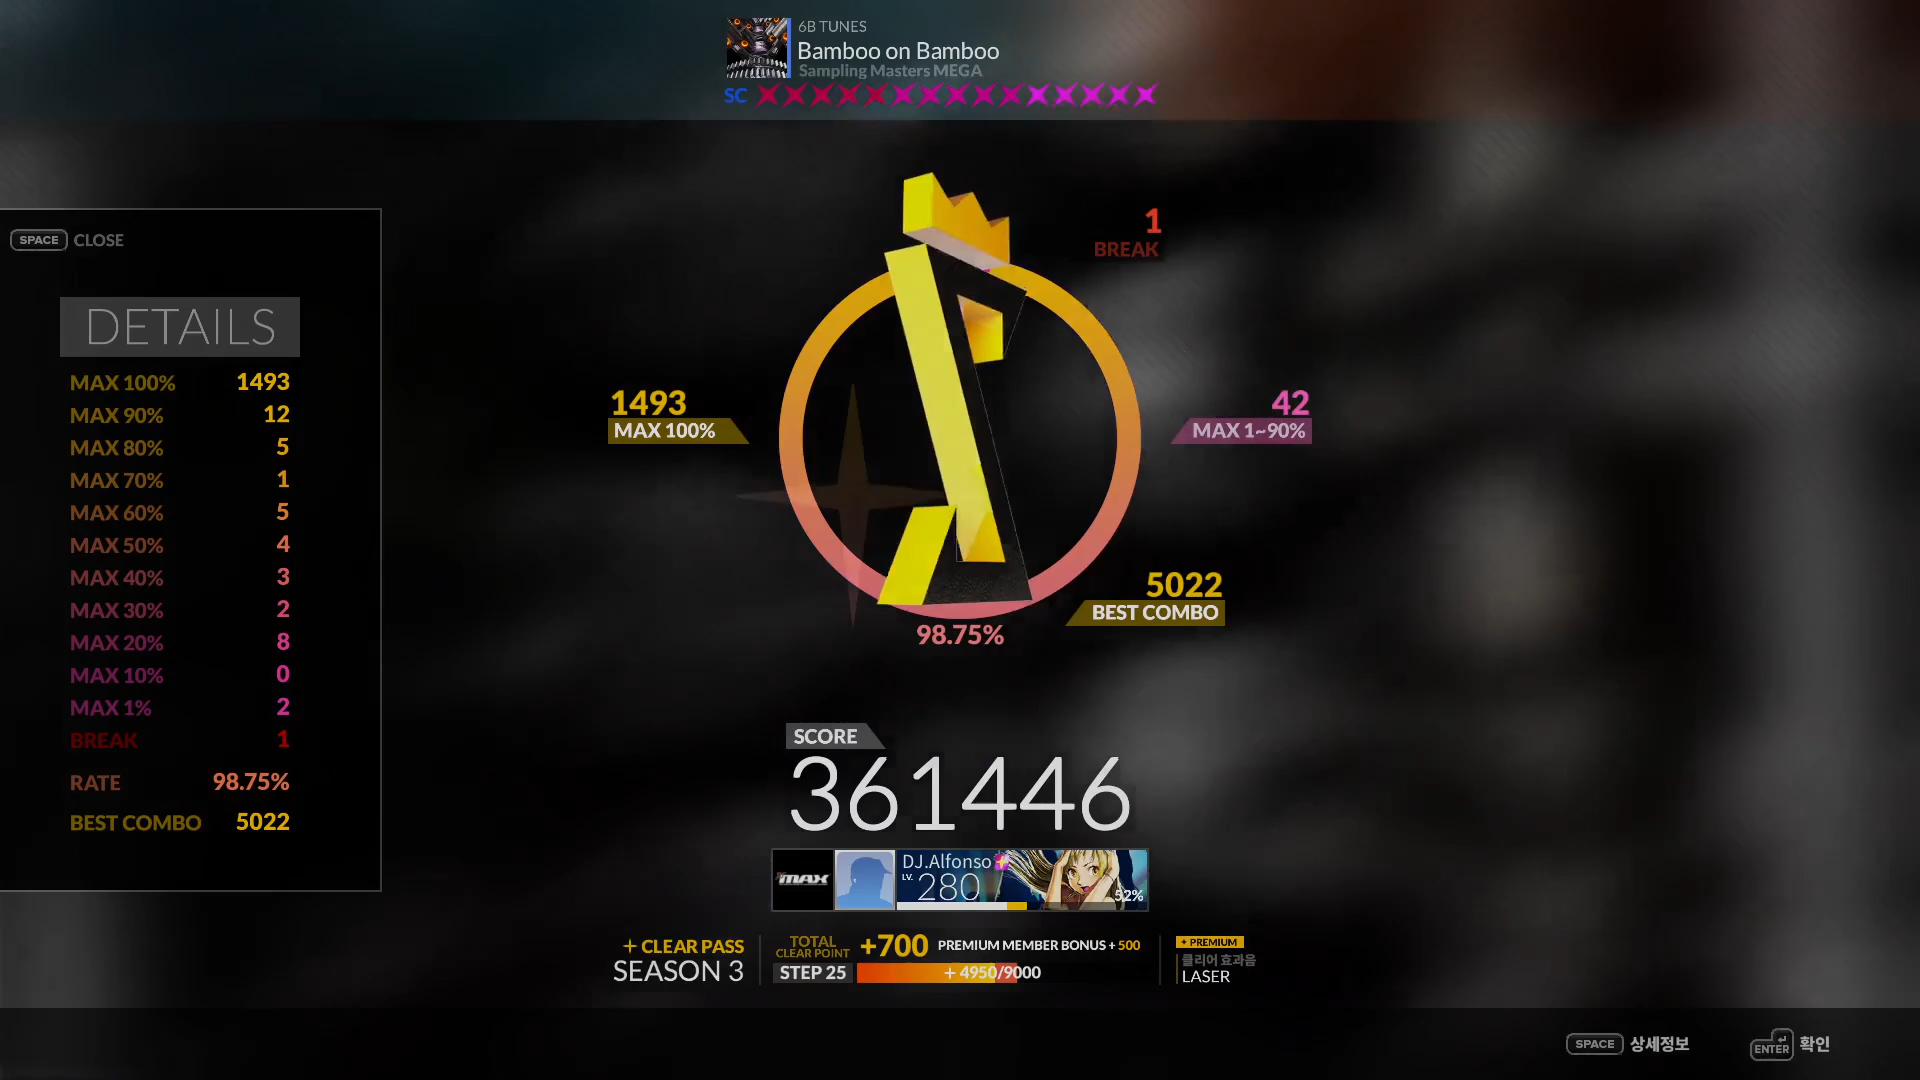 6B TUNES
Bamboo on Bamboo
Sampling Masters MEGA
SC
SPACE CLOSE
DETAILS
MAX 100% 1493
MAX 90% 12
MAX 80% 5
MAX 70% 1
MAX 60% 5
MAX 50% 4
MAX 40% 3
MAX 30% 2
MAX 20% 8
MAX 10% 0
MAX 1% 2
BREAK 1
RATE 98.75%
BEST COMBO 5022
1
BREAK
1493
MAX 100%
42
MAX 1~90%
5022
BEST COMBO
98.75%
SCORE
361446
MAX
DJ.Alfonso
LV. 280
52%
+ CLEAR PASS
SEASON 3
TOTAL
CLEAR POINT
+700 PREMIUM MEMBER BONUS + 500
STEP 25
+ 4950/9000
+ PREMIUM
클리어 효과음
LASER
SPACE 상세정보
ENTER 확인